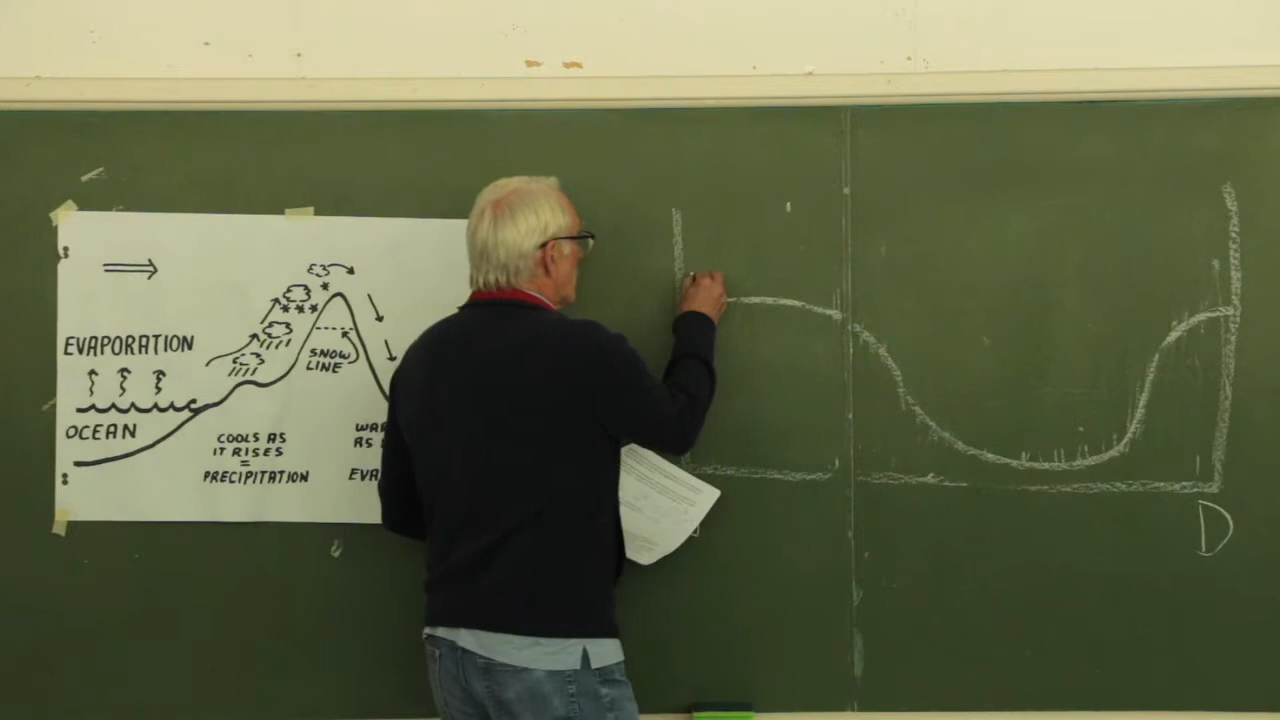 EVAPORATION
SNOW
LINE
OCEAN
COOLS AS
IT RISES
=
PRECIPITATION
D